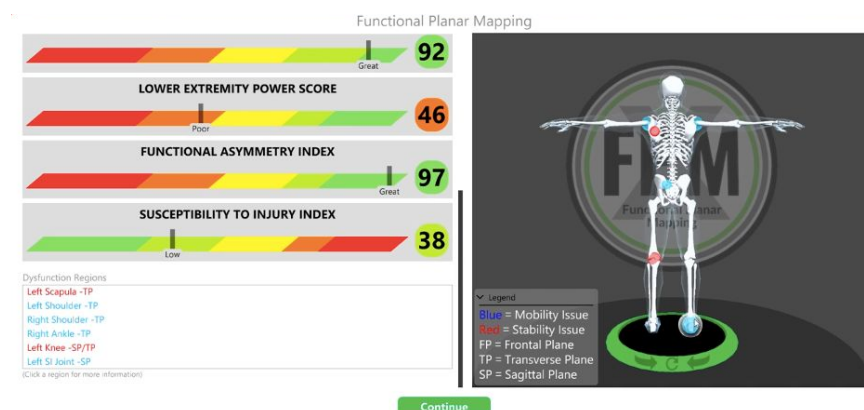 Functional Planar Mapping
92
Great
LOWER EXTREMITY POWER SCORE
46
Poor
FUNCTIONAL ASYMMETRY INDEX
97
Great
SUSCEPTIBILITY TO INJURY INDEX
38
Low
Dysfunction Regions
Left Scapula -TP
Left Shoulder -TP
Right Shoulder -TP
Right Ankle -TP
Left Knee -SP/TP
Left SI Joint -SP
(Click a region for more information)
Functional Planar
Mapping
Legend
Blue = Mobility Issue
Red = Stability Issue
FP = Frontal Plane
TP = Transverse Plane
SP = Sagittal Plane
Continue